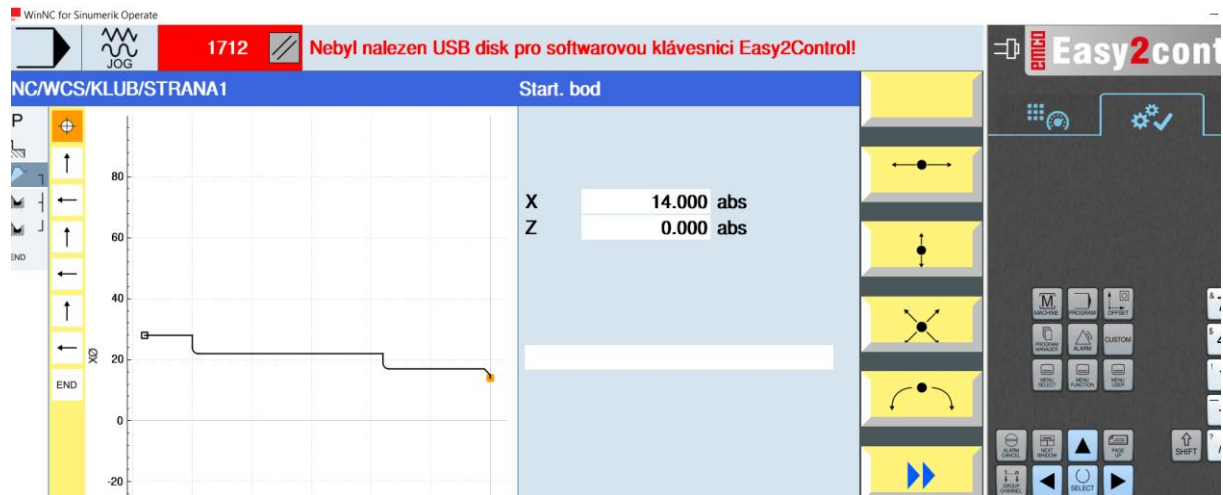 WinNC for Sinumerik Operate
JOG
1712
Nebyl nalezen USB disk pro softwarovou klávesnici Easy2Control!
emco
Easy2cont
NC/WCS/KLUB/STRANA1
Start. bod
P
80
X 14.000 abs
Z 0.000 abs
60
END
40
XØ
20
END
0
-20
M
MACHINE
PROGRAM
OFFSET
PROGRAM MANAGER
ALARM
CUSTOM
MENU SELECT
MENU FUNCTION
MENU USER
ALARM CANCEL
NEXT WINDOW
PAGE UP
SHIFT
GROUP CHANNEL
SELECT